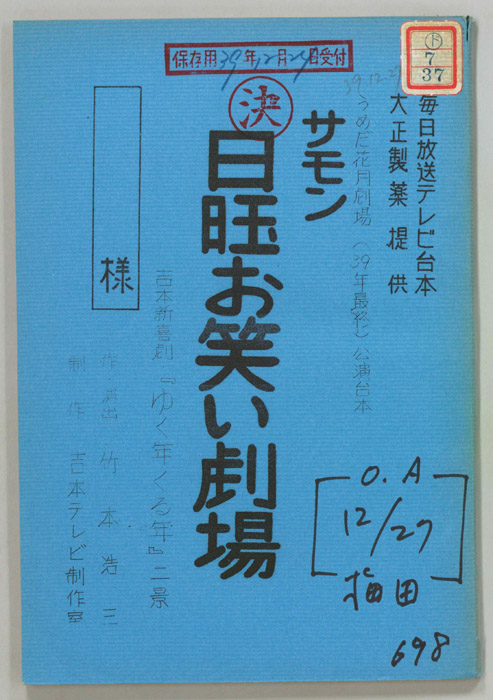 保存用 39年12月24日受付
下
7
37
毎日放送テレビ台本
大正製薬提供
39.12.27
うめだ花月劇場(39年最終)公演台本
サモン
決
日曜お笑い劇場
吉本新喜劇『ゆく年くる年』二景
作・演出 竹本浩三
制作 吉本テレビ制作室
様
O.A
12/27
梅田
698